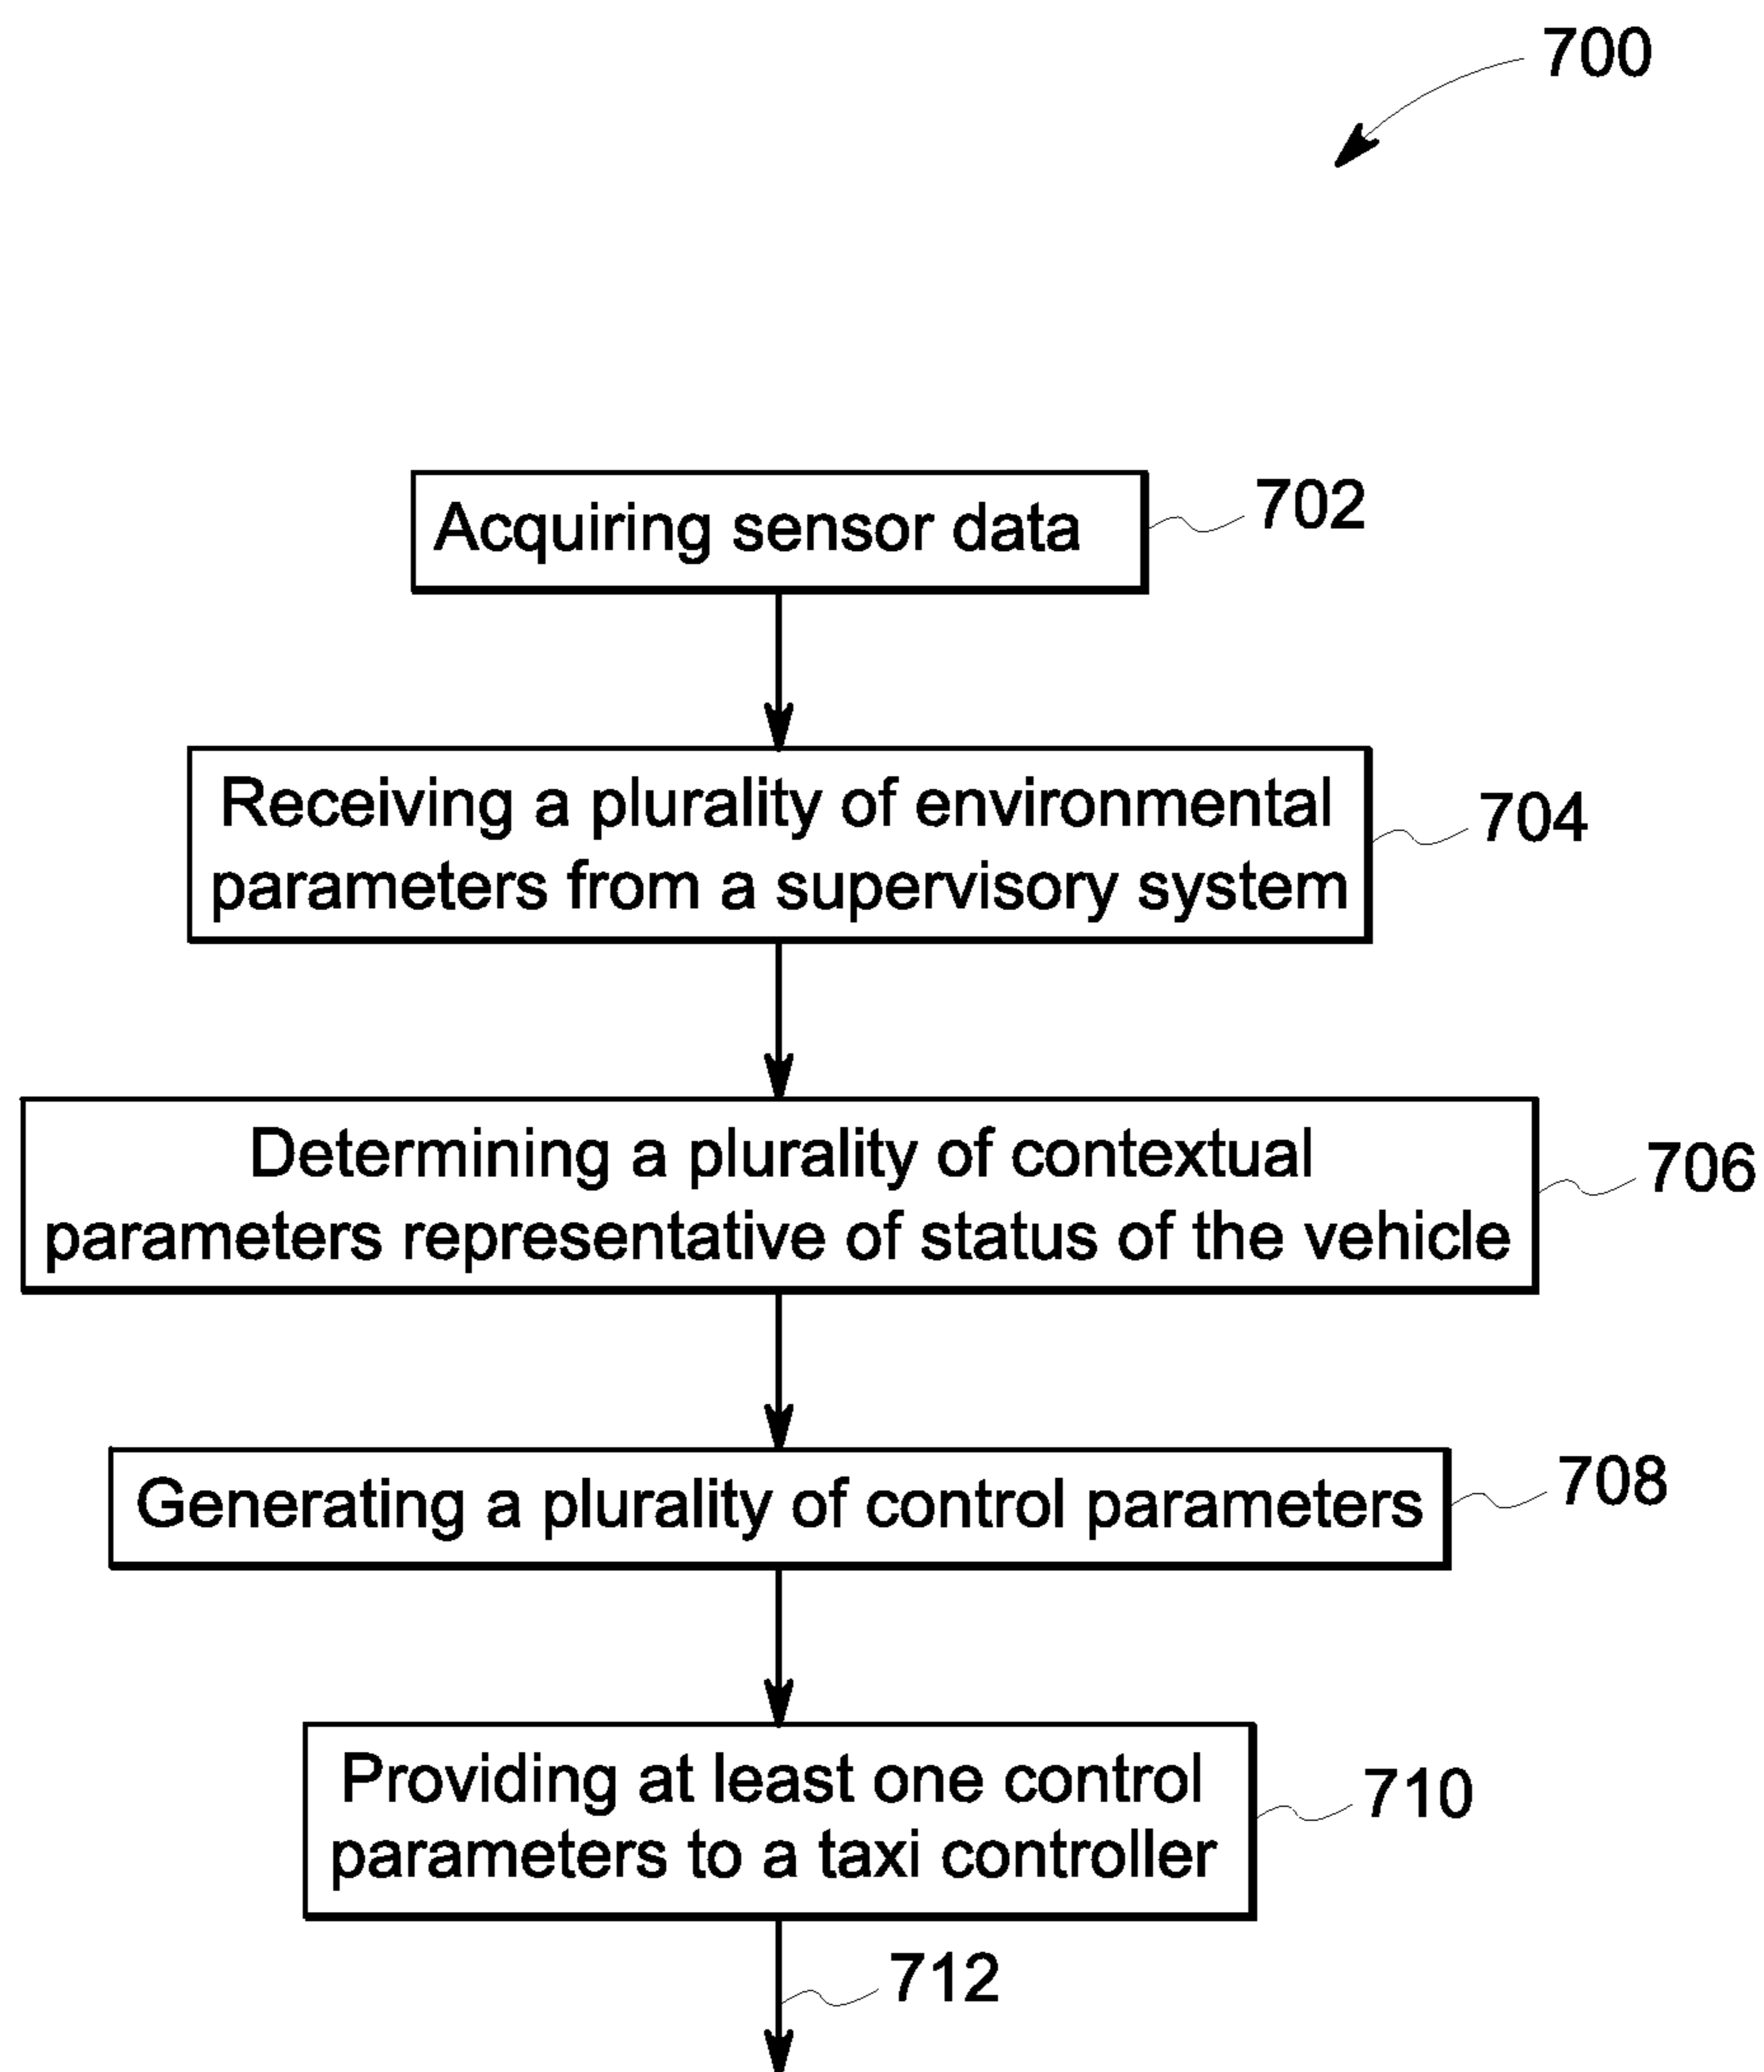 700
Acquiring sensor data
702
Receiving a plurality of environmental
parameters from a supervisory system
704
Determining a plurality of contextual
parameters representative of status of the vehicle
706
Generating a plurality of control parameters
708
Providing at least one control
parameters to a taxi controller
710
712